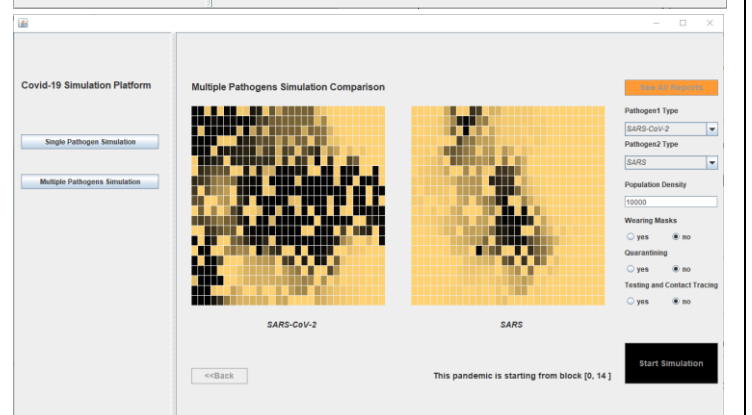 Covid-19 Simulation Platform
Single Pathogen Simulation
Multiple Pathogens Simulation
Multiple Pathogens Simulation Comparison
SARS-CoV-2
SARS
<<Back
This pandemic is starting from block [0, 14 ]
See All Reports
Pathogen1 Type
SARS-CoV-2
Pathogen2 Type
SARS
Population Density
10000
Wearing Masks
yes no
Quarantining
yes no
Testing and Contact Tracing
yes no
Start Simulation